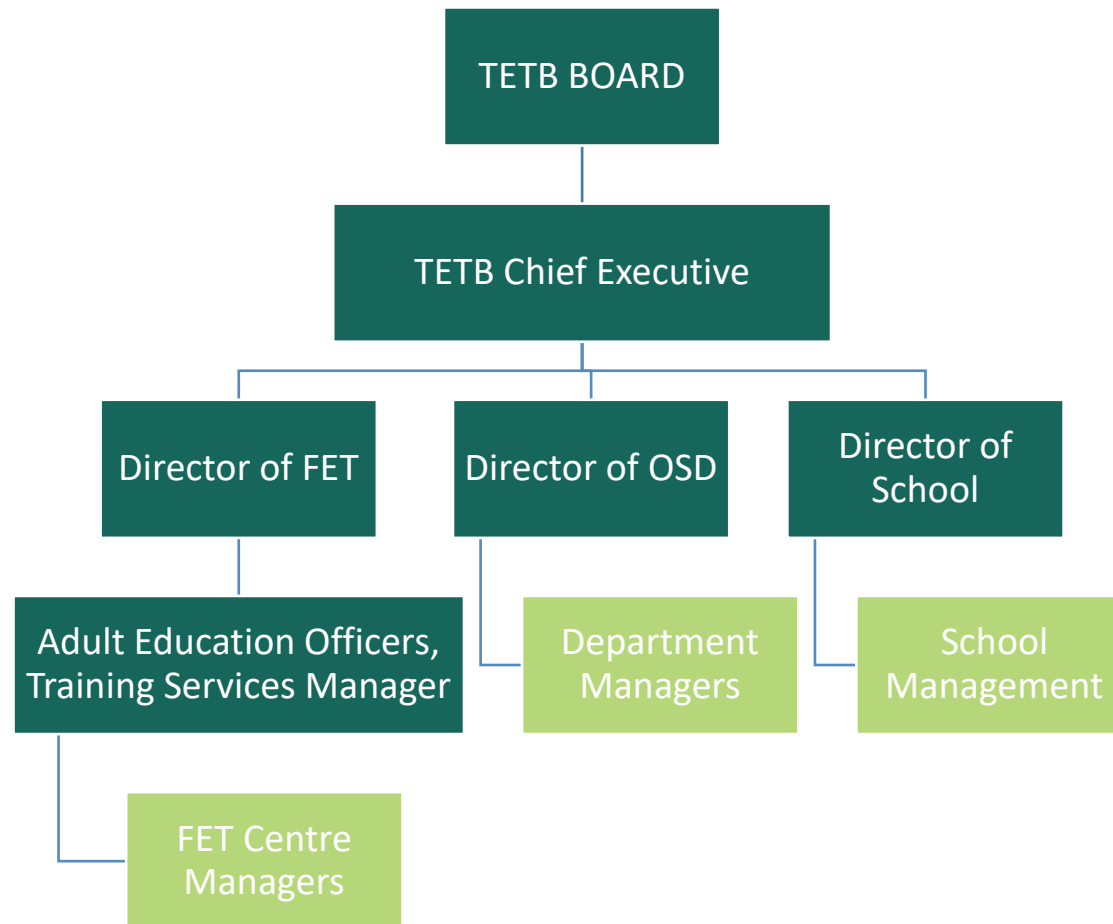 TETB BOARD
TETB Chief Executive
Director of FET
Director of OSD
Director of
School
Adult Education Officers,
Training Services Manager
Department
Managers
School
Management
FET Centre
Managers